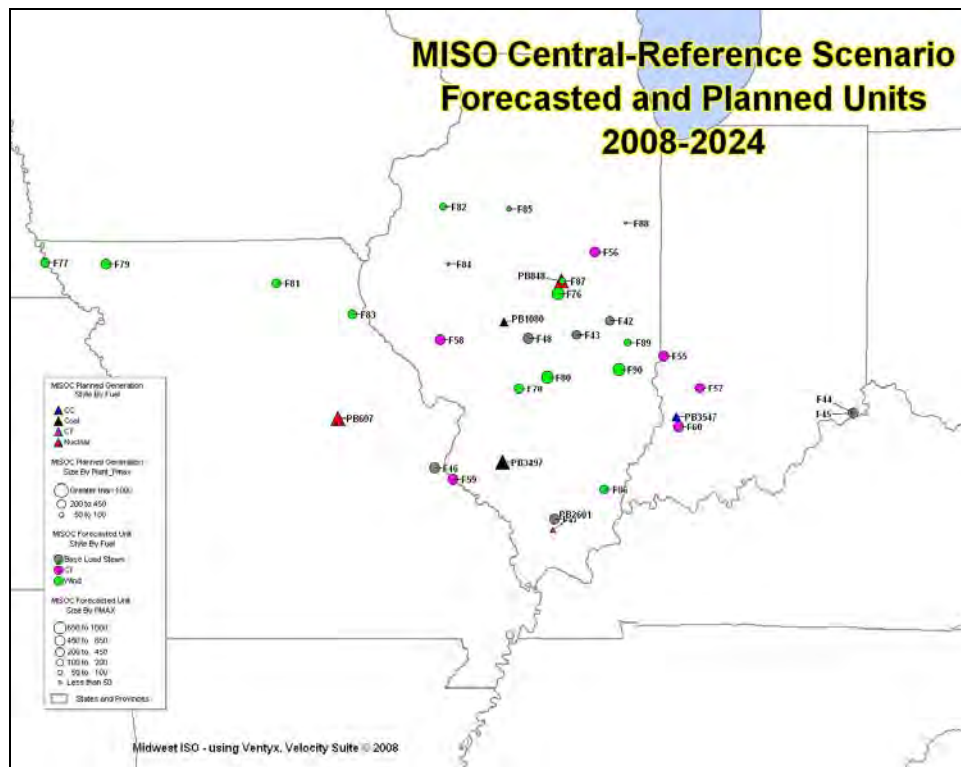 MISO Central-Reference Scenario
Forecasted and Planned Units
2008-2024
F82
F85
F88
F77
F79
F56
F84
PB848
F87
F81
F76
F83
PB1080
F42
F43
F48
F58
F89
F55
F90
F80
F78
F57
F44
F45
PB697
PB3547
F60
F46
PB3497
F59
F86
PB2601
F47
MISOC Planned Generation
Style By Fuel
CC
Coal
CT
Nuclear
MISOC Planned Generation
Size By Plant_Pmax
Greater than 1000
200 to 450
50 to 100
MISOC Forecasted Unit
Style By Fuel
Base Load Steam
CT
Wind
MISOC Forecasted Unit
Size By PMAX
650 to 1000
450 to 650
200 to 450
100 to 200
50 to 100
Less than 50
States and Provinces
Midwest ISO - using Ventyx, Velocity Suite © 2008